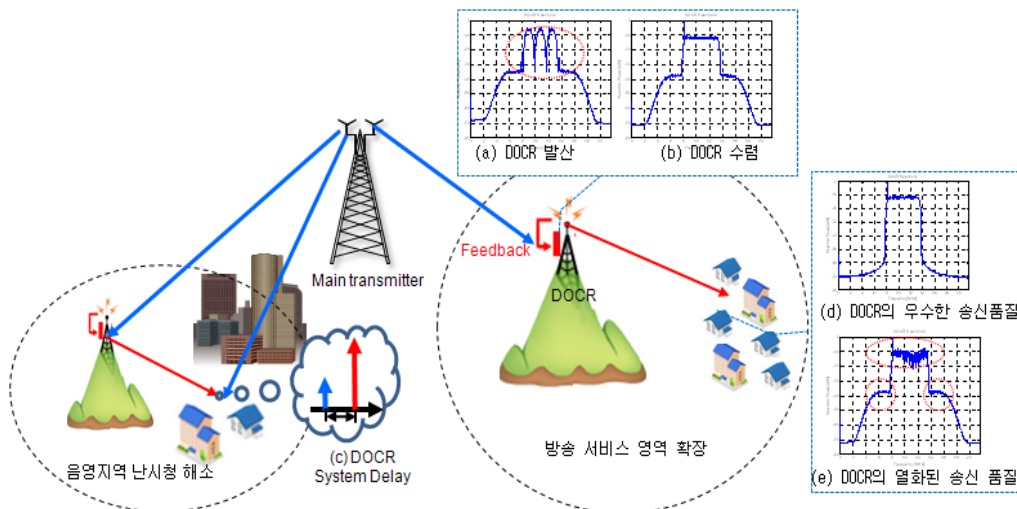 (a) DOCR 발산
(b) DOCR 수렴
Main transmitter
Feedback
DOCR
(d) DOCR의 우수한 송신품질
(c) DOCR
System Delay
음영지역 난시청 해소
방송 서비스 영역 확장
(e) DOCR의 열화된 송신 품질